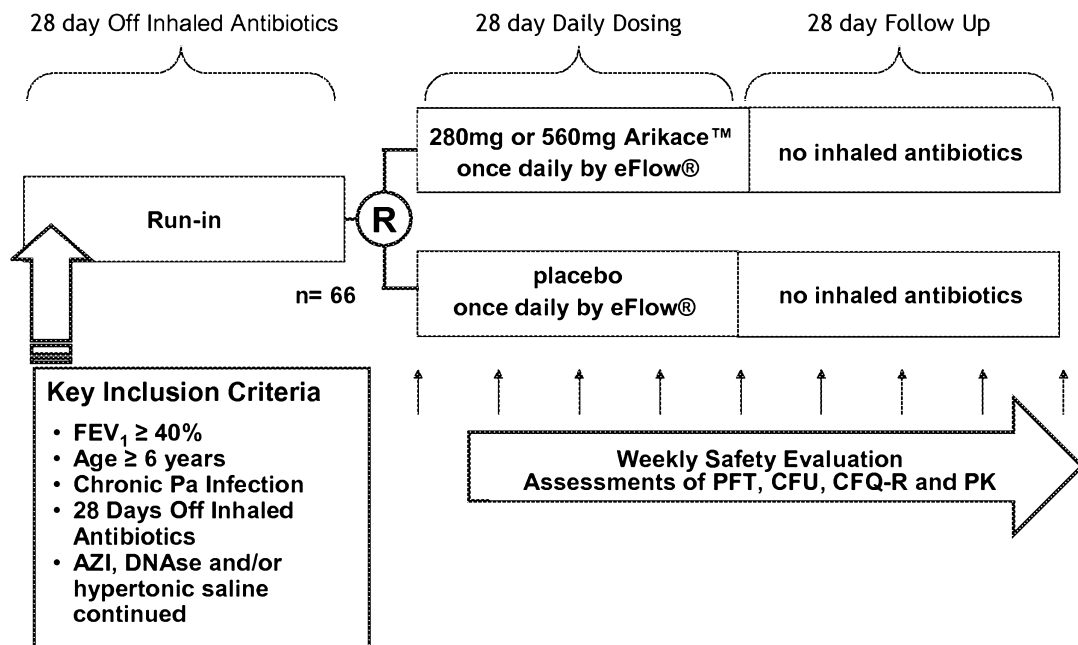 28 day Off Inhaled Antibiotics
28 day Daily Dosing
28 day Follow Up
Run-in
R
n= 66
280mg or 560mg Arikace™
once daily by eFlow®
no inhaled antibiotics
placebo
once daily by eFlow®
no inhaled antibiotics
Key Inclusion Criteria
• FEV₁ ≥ 40%
• Age ≥ 6 years
• Chronic Pa Infection
• 28 Days Off Inhaled
Antibiotics
• AZI, DNAse and/or
hypertonic saline
continued
Weekly Safety Evaluation
Assessments of PFT, CFU, CFQ-R and PK